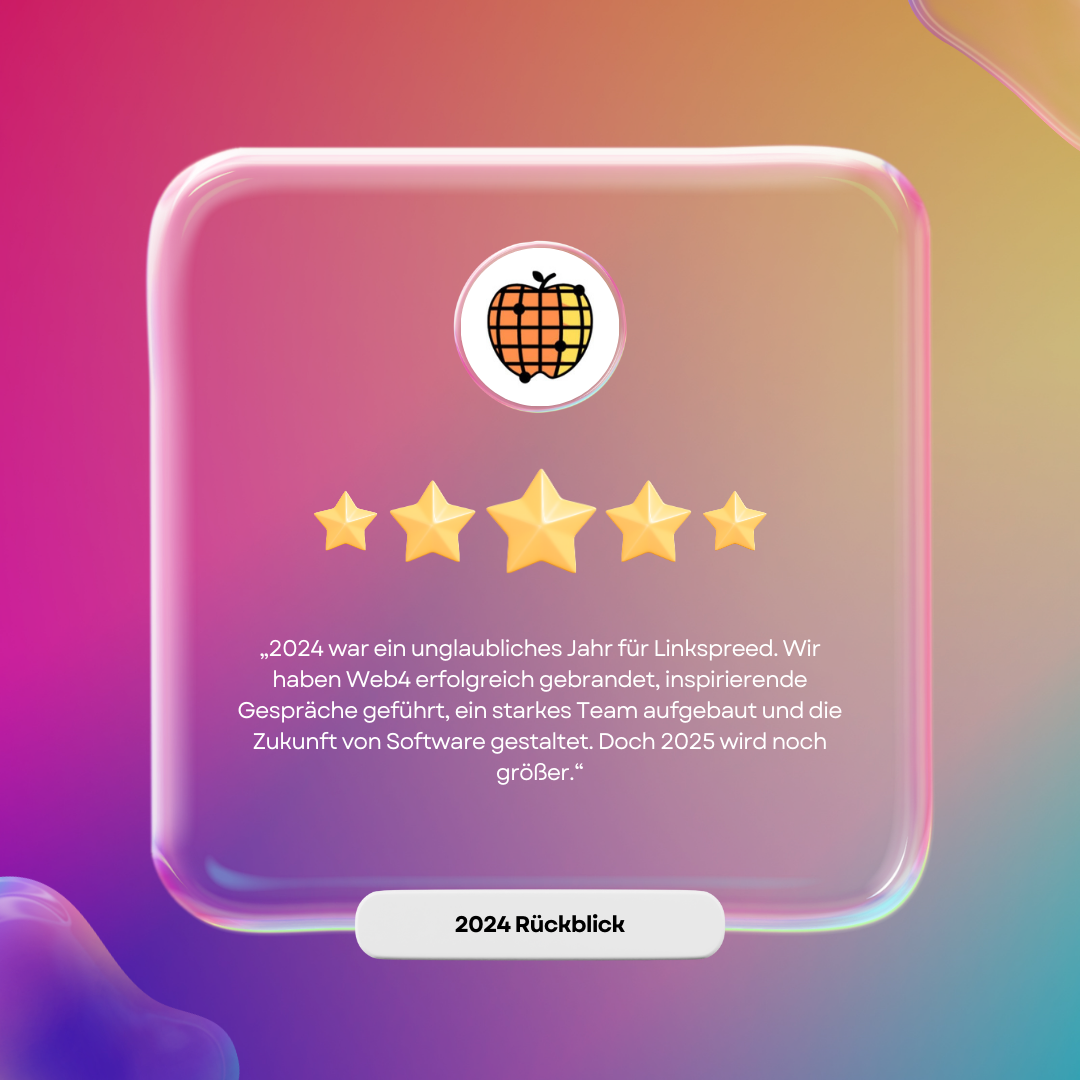 „2024 war ein unglaubliches Jahr für Linkspreed. Wir
haben Web4 erfolgreich gebrandet, inspirierende
Gespräche geführt, ein starkes Team aufgebaut und die
Zukunft von Software gestaltet. Doch 2025 wird noch
größer.“
2024 Rückblick